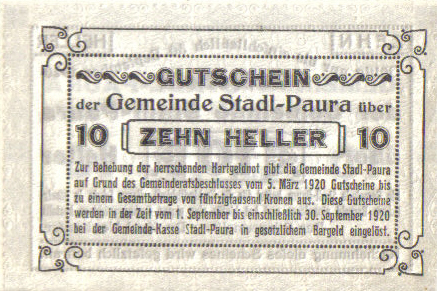 GUTSCHEIN
der Gemeinde Stadl-Paura über
10 ZEHN HELLER 10
Zur Behebung der herrschenden Hartgeldnot gibt die Gemeinde Stadl-Paura
auf Grund des Gemeinderatsbeschlusses vom 5. März 1920 Gutscheine bis
zu einem Gesamtbetrage von fünfzigtausend Kronen aus. Diese Gutscheine
werden in der Zeit vom 1. September bis einschließlich 30. September 1920
bei der Gemeinde-Kasse Stadl-Paura in gesetzlichem Bargeld eingelöst.